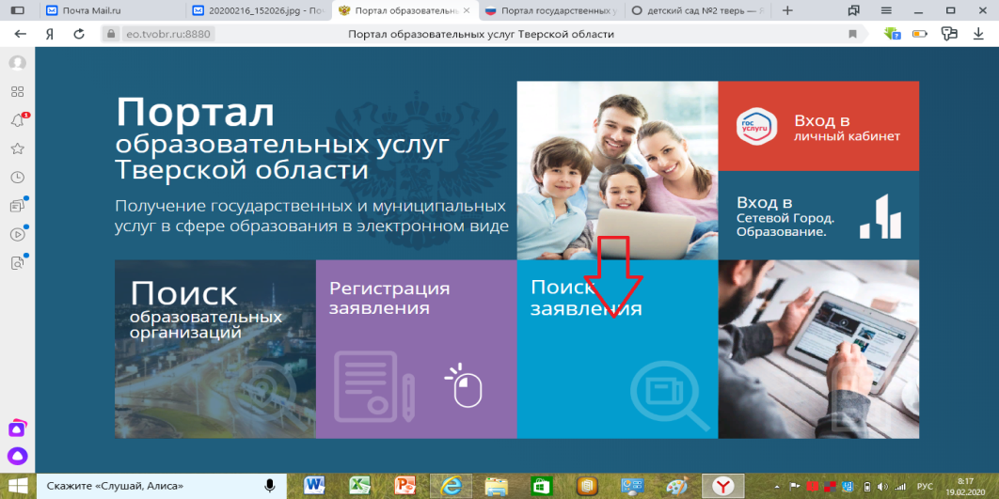 Почта Mail.ru
20200216_152026.jpg - Поч
Портал образовательнь
Портал государственных у
детский сад №2 тверь — Я
eo.tvobr.ru:8880
Портал образовательных услуг Тверской области
1
Портал
образовательных услуг
Тверской области
Получение государственных и муниципальных
услуг в сфере образования в электронном виде
гос
услуги
Вход в
личный кабинет
Вход в
Сетевой Город.
Образование.
Поиск
образовательных
организаций
Регистрация
заявления
Поиск
заявления
Скажите «Слушай, Алиса»
РУС
8:17
19.02.2020